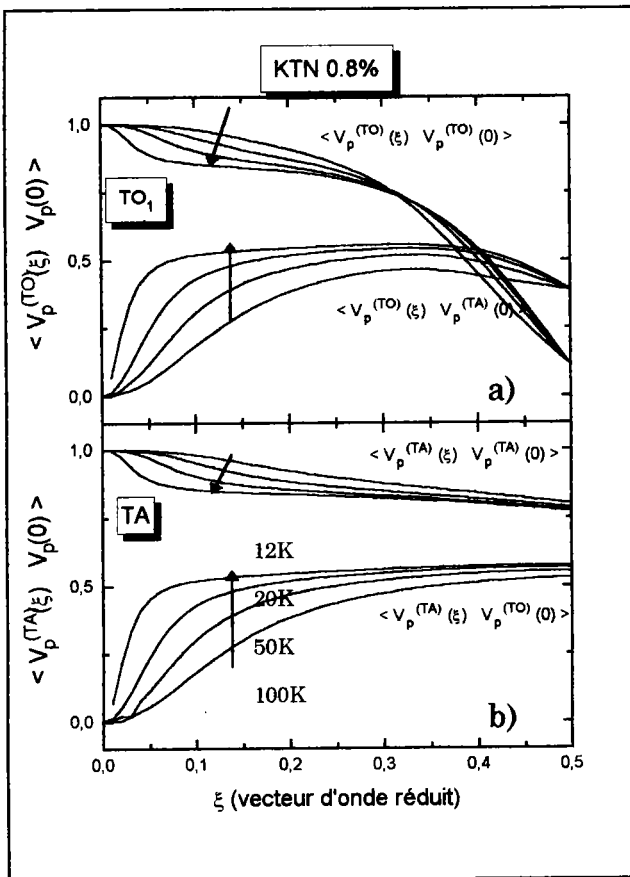 KTN 0.8%
1,0
0,5
0,0
< V_p^(TO)(ξ) V_p(0) >
TO₁
< V_p^(TO)(ξ) V_p^(TO)(0) >
< V_p^(TO)(ξ) V_p^(TA)(0) >
a)
1,0
0,5
0,0
< V_p^(TA)(ξ) V_p(0) >
TA
< V_p^(TA)(ξ) V_p^(TA)(0) >
12K
20K
50K
100K
< V_p^(TA)(ξ) V_p^(TO)(0) >
b)
0,0 0,1 0,2 0,3 0,4 0,5
ξ (vecteur d'onde réduit)